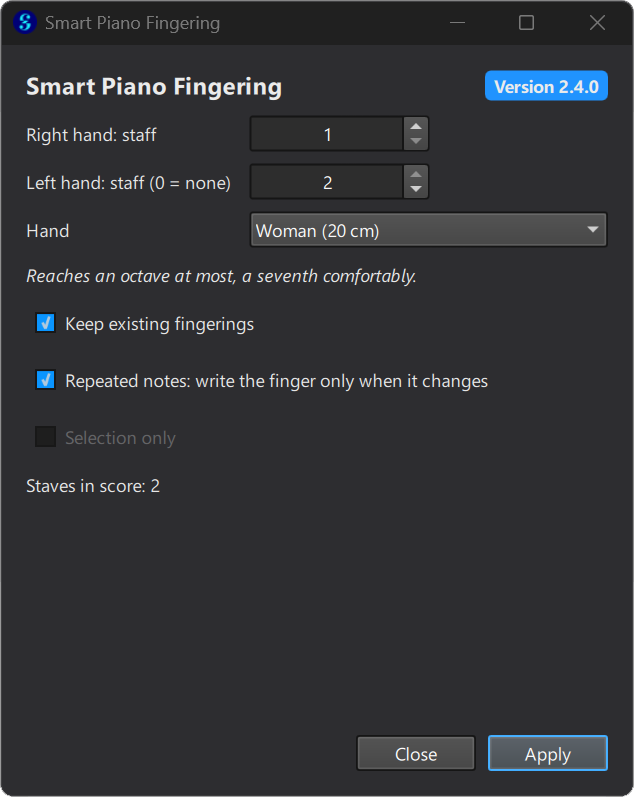 Smart Piano Fingering
Smart Piano Fingering
Version 2.4.0
Right hand: staff
1
Left hand: staff (0 = none)
2
Hand
Woman (20 cm)
Reaches an octave at most, a seventh comfortably.
Keep existing fingerings
Repeated notes: write the finger only when it changes
Selection only
Staves in score: 2
Close
Apply